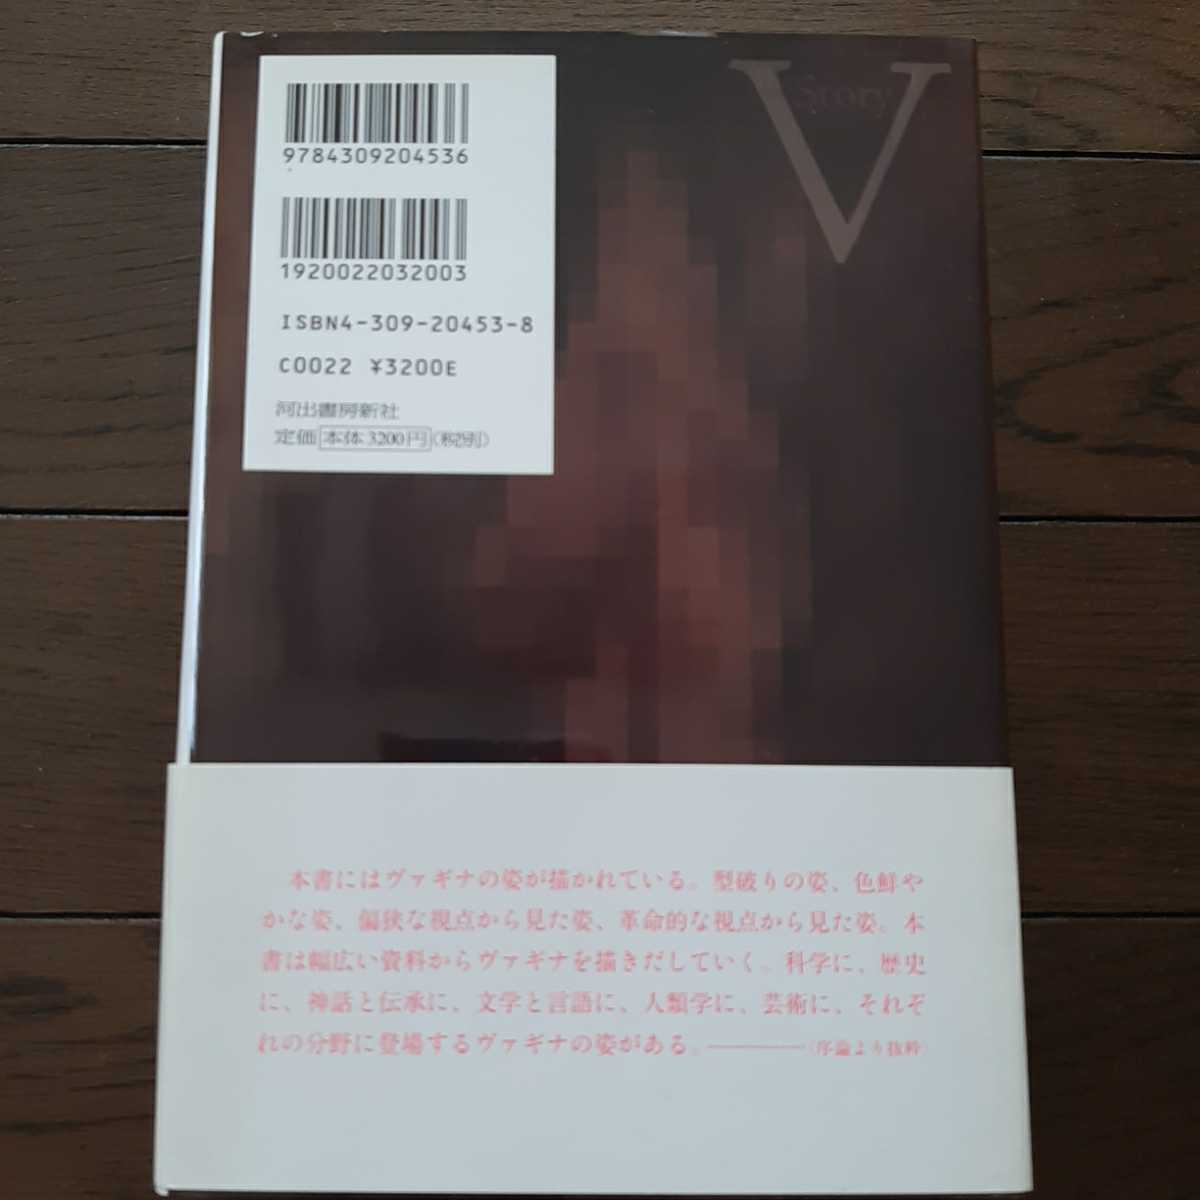 9784309204536
1920022032003
ISBN4-309-20453-8
C0022 ¥3200E
河出書房新社
定価 本体3200円(税別)
Story
V
本書にはヴァギナの姿が描かれている。型破りの姿、色鮮や
かな姿、偏狭な視点から見た姿、革命的な視点から見た姿。本
書は幅広い資料からヴァギナを描きだしていく。科学に、歴史
に、神話と伝承に、文学と言語に、人類学に、芸術に、それぞ
れの分野に登場するヴァギナの姿がある。————(序論より抜粋)